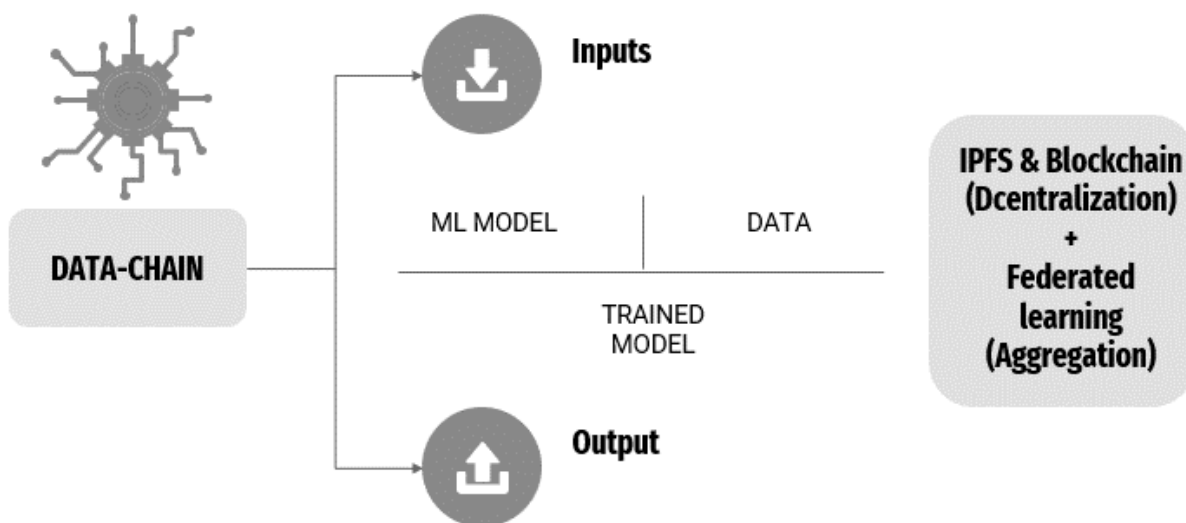 Inputs
ML MODEL
DATA
DATA-CHAIN
TRAINED
MODEL
Output
IPFS & Blockchain
(Dcentralization)
+
Federated
learning
(Aggregation)